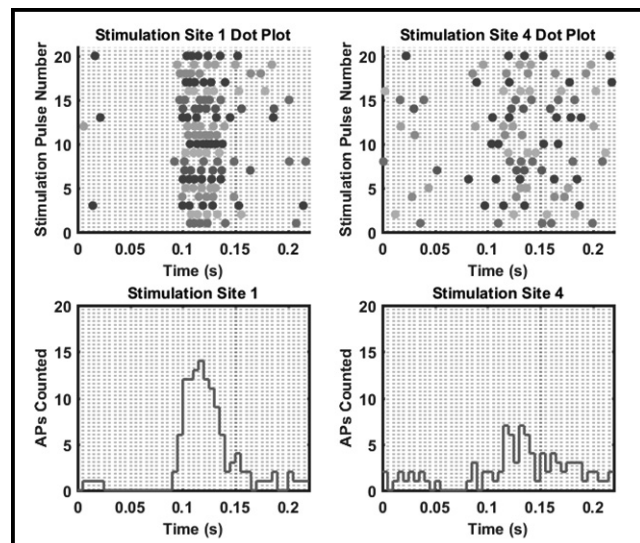 Stimulation Site 1 Dot Plot
Stimulation Pulse Number
20
15
10
5
0
0 0.05 0.1 0.15 0.2
Time (s)
Stimulation Site 4 Dot Plot
Stimulation Pulse Number
20
15
10
5
0
0 0.05 0.1 0.15 0.2
Time (s)
Stimulation Site 1
APs Counted
20
15
10
5
0
0 0.05 0.1 0.15 0.2
Time (s)
Stimulation Site 4
APs Counted
20
15
10
5
0
0 0.05 0.1 0.15 0.2
Time (s)